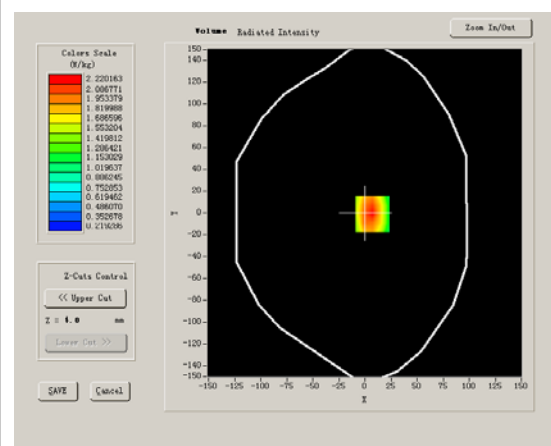 Volume Radiated Intensity
Zoom In/Out
Colors Scale
(W/kg)
2.220163
2.086771
1.953379
1.819988
1.686596
1.553204
1.419812
1.286421
1.153029
1.019637
0.886245
0.752853
0.619462
0.486070
0.352678
0.219286
Z-Cuts Control
<< Upper Cut
Z = 4.0 mm
Lower Cut >>
SAVE Cancel
Y
150
140
120
100
80
60
40
20
0
-20
-40
-60
-80
-100
-120
-140
-150
-150 -125 -100 -75 -50 -25 0 25 50 75 100 125 150
X